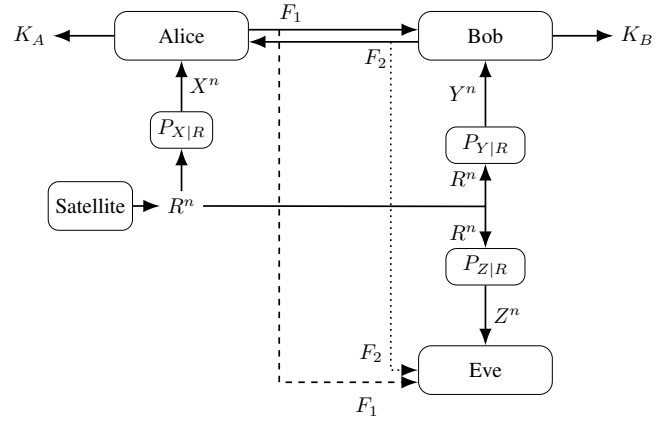 K_A
Alice
F_1
Bob
K_B
F_2
X^n
Y^n
P_{X|R}
P_{Y|R}
Satellite
R^n
R^n
R^n
P_{Z|R}
Z^n
F_2
Eve
F_1